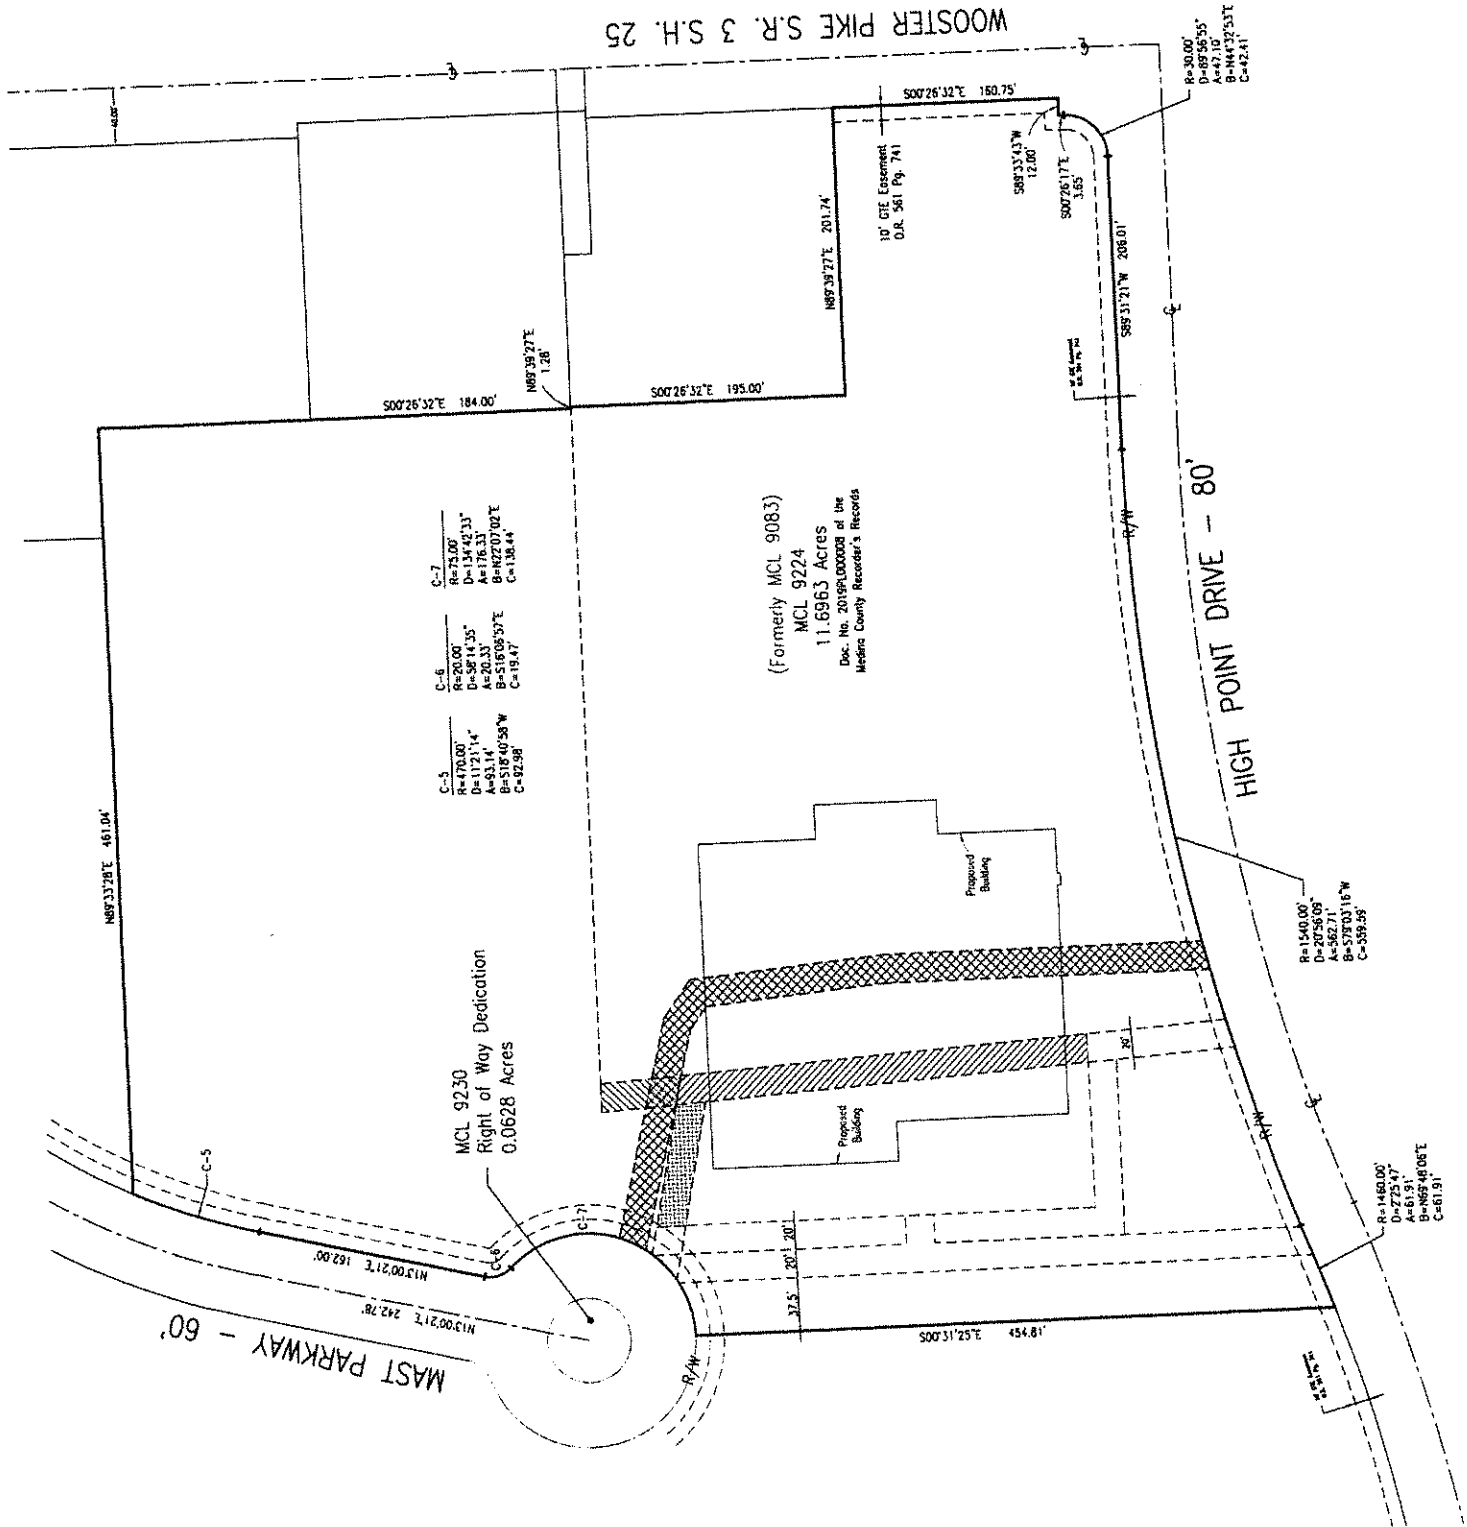 WOOSTER PIKE S.R. 3 S.H. 25
40.00'
R=30.00'
D=89°56'55"
A=47.10'
B=N44°32'53"E
C=42.41'
S00°26'32"E 160.75'
S89°33'43"W
12.00'
S00°26'17"E
3.65'
10' GTE Easement
O.R. 561 Pg. 741
N89°39'27"E 201.74'
S89°31'21"W 206.01'
N89°39'27"E
1.28'
S00°26'32"E 184.00'
S00°26'32"E 195.00'
C-5
R=470.00'
D=11°21'14"
A=93.14'
B=S18°40'58"W
C=92.98'
C-6
R=20.00'
D=58°14'35"
A=20.33'
B=S16°06'57"E
C=19.47'
C-7
R=75.00'
D=134°42'33"
A=176.33'
B=N22°07'02"E
C=138.44'
(Formerly MCL 9083)
MCL 9224
11.6963 Acres
Doc. No. 2019PL000008 of the
Medina County Recorder's Records
R/W
HIGH POINT DRIVE - 80'
N89°33'28"E 461.04'
Proposed
Building
R=1540.00'
D=20°56'09"
A=562.71'
B=S79°03'16"W
C=559.59'
MCL 9230
Right of Way Dedication
0.0628 Acres
20'
Proposed
Building
C-5
C-6
C-7
N13°00'21"E 162.00'
N13°00'21"E 242.78'
MAST PARKWAY - 60'
R/W
37.5'
20'
20'
S00°31'25"E 454.81'
R/W
R=1460.00'
D=2°25'47"
A=61.91'
B=N69°48'06"E
C=61.91'